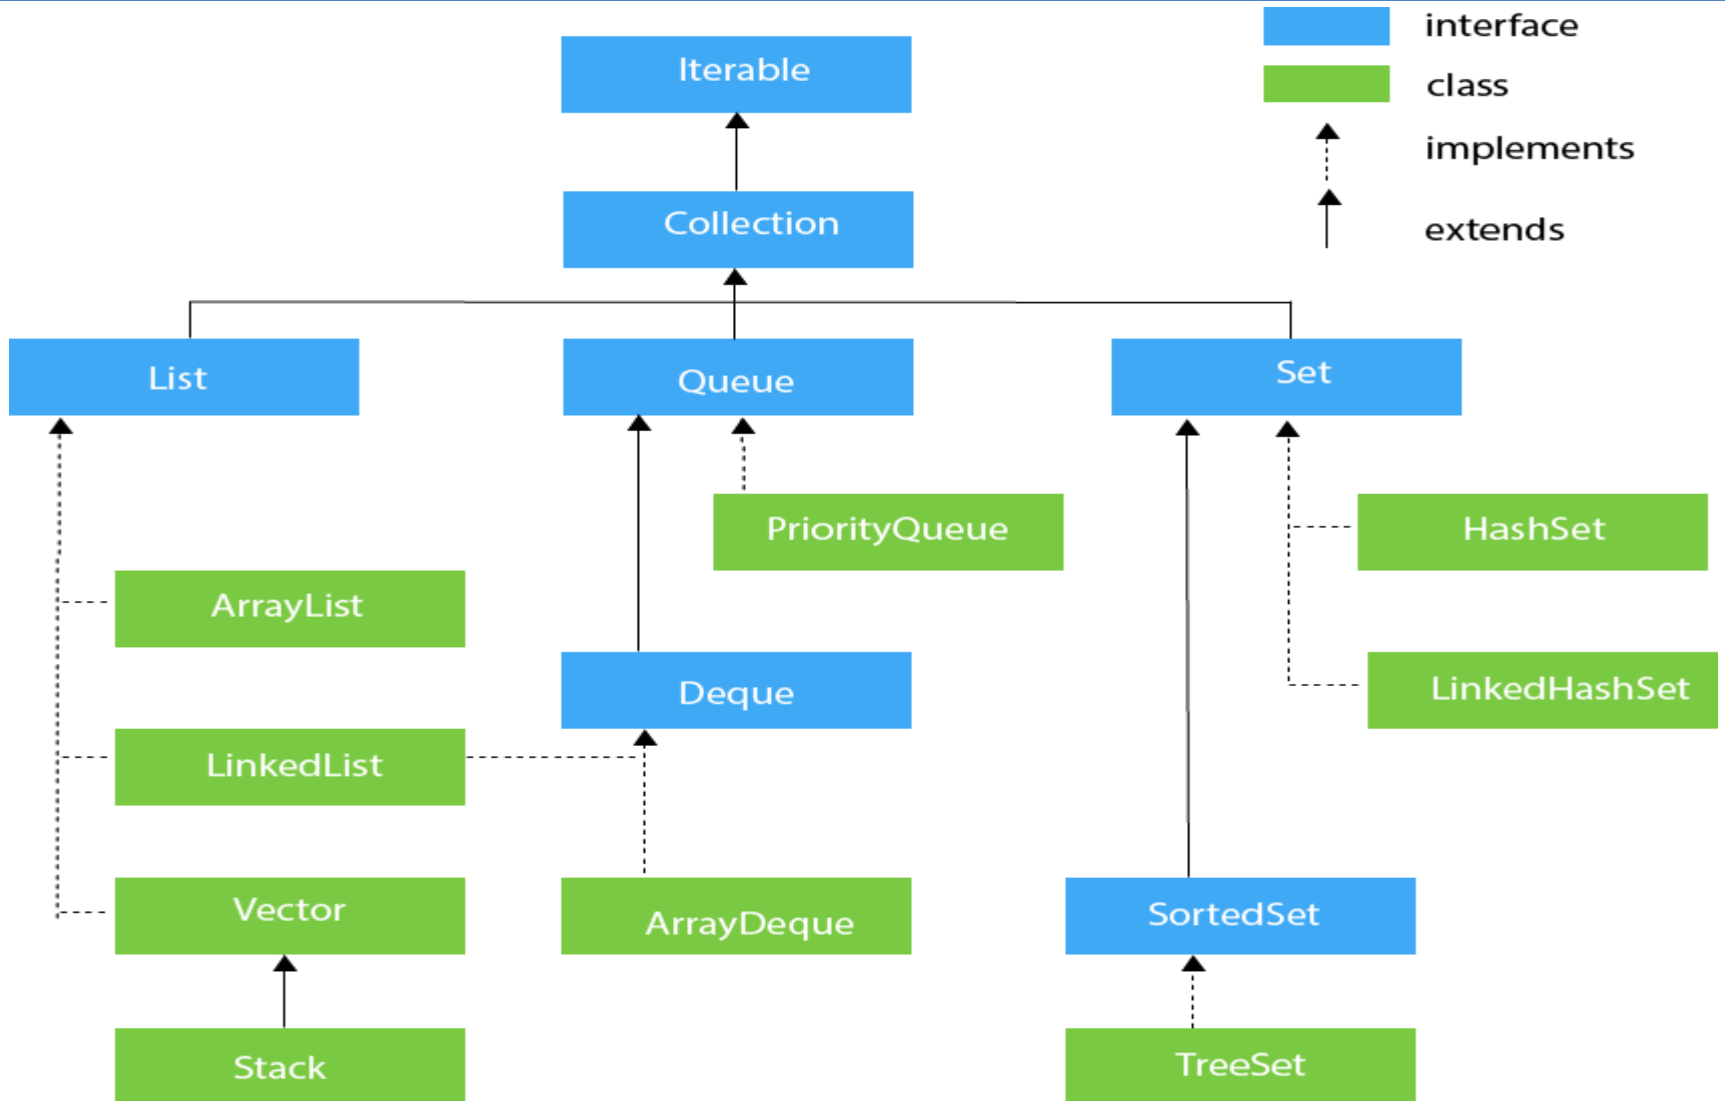 interface
Iterable
class
implements
Collection
extends
List
Queue
Set
PriorityQueue
HashSet
ArrayList
Deque
LinkedHashSet
LinkedList
Vector
ArrayDeque
SortedSet
Stack
TreeSet